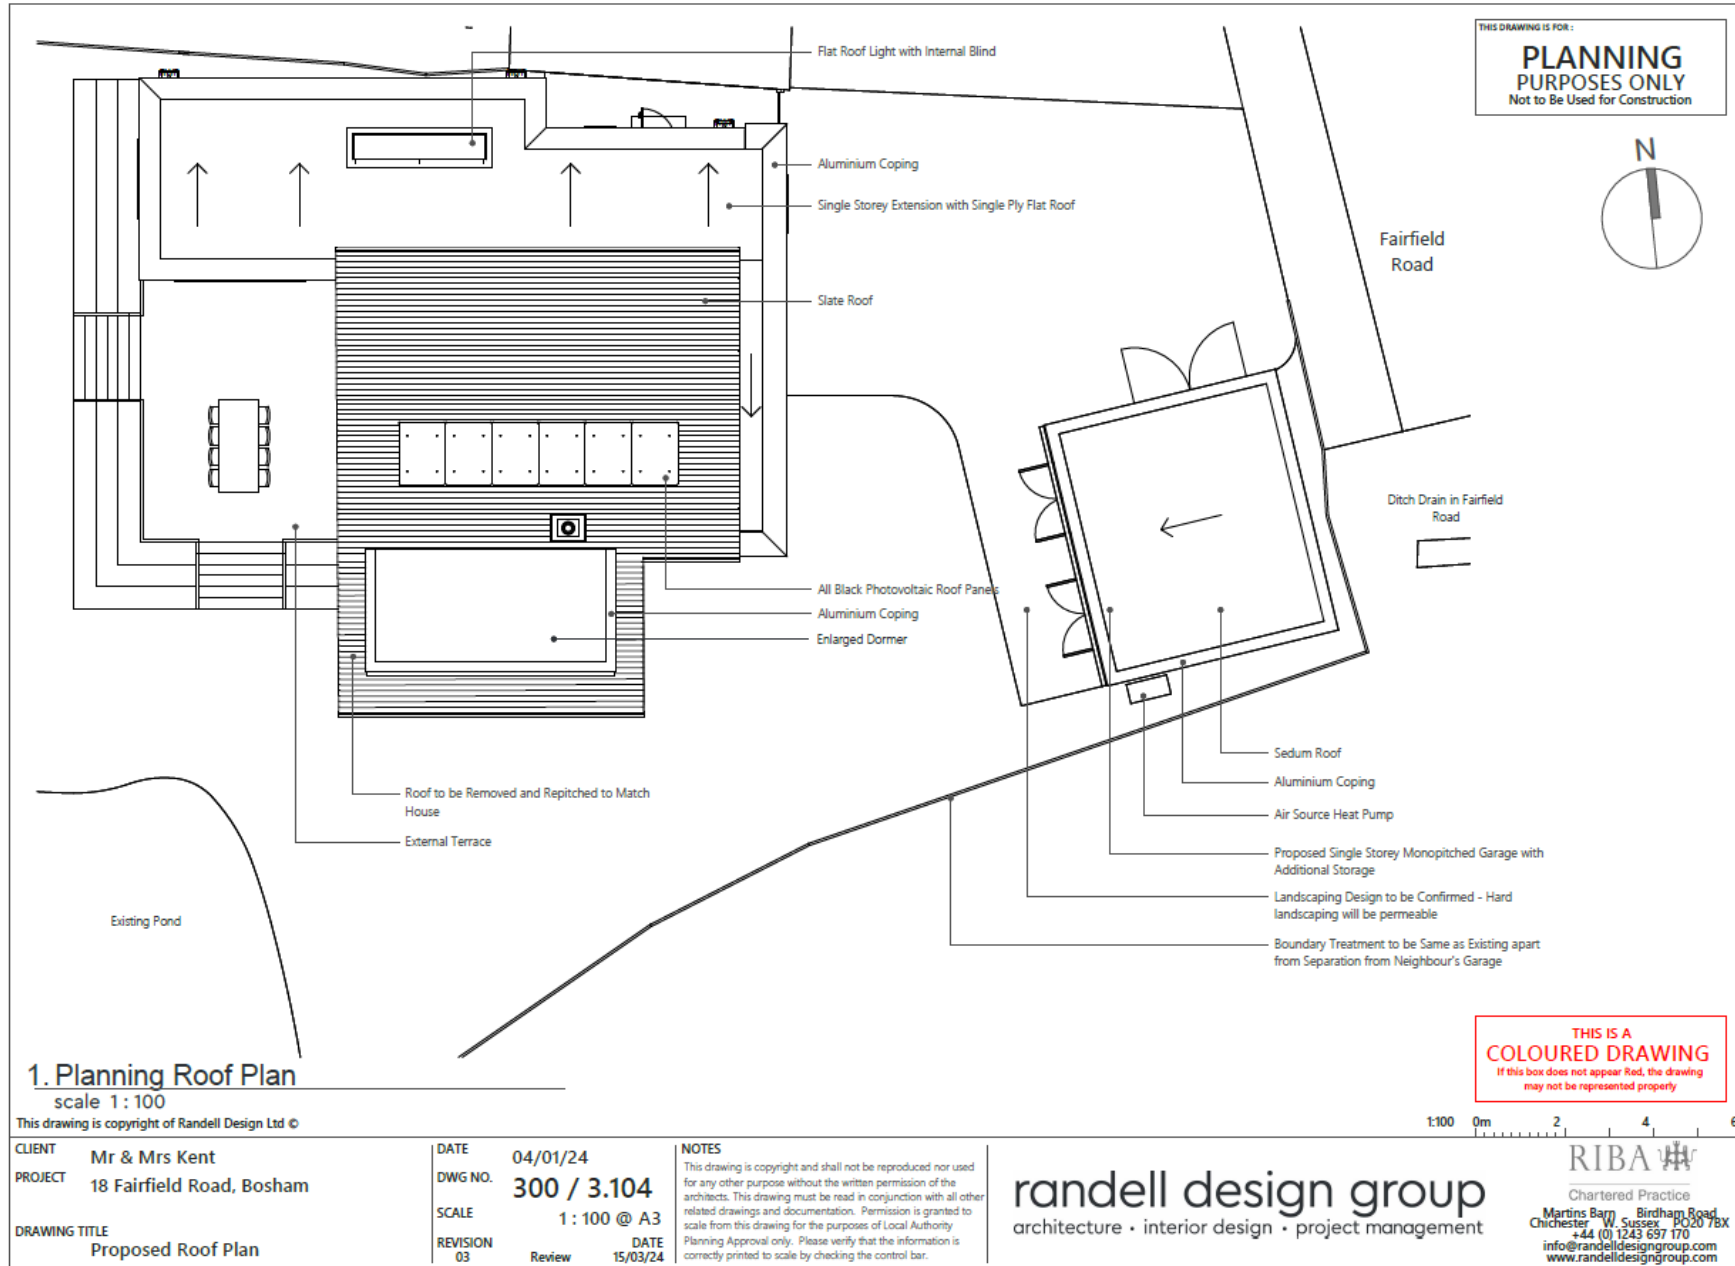 THIS DRAWING IS FOR :
PLANNING
PURPOSES ONLY
Not to Be Used for Construction
N
Flat Roof Light with Internal Blind
Aluminium Coping
Single Storey Extension with Single Ply Flat Roof
Fairfield
Road
Slate Roof
Ditch Drain in Fairfield
Road
All Black Photovoltaic Roof Panels
Aluminium Coping
Enlarged Dormer
Roof to be Removed and Repitched to Match
House
External Terrace
Existing Pond
Sedum Roof
Aluminium Coping
Air Source Heat Pump
Proposed Single Storey Monopitched Garage with
Additional Storage
Landscaping Design to be Confirmed - Hard
landscaping will be permeable
Boundary Treatment to be Same as Existing apart
from Separation from Neighbour's Garage
THIS IS A
COLOURED DRAWING
If this box does not appear Red, the drawing
may not be represented properly
1. Planning Roof Plan
scale 1 : 100
This drawing is copyright of Randell Design Ltd ©
1:100 0m 2 4 6
CLIENT Mr & Mrs Kent
PROJECT 18 Fairfield Road, Bosham
DRAWING TITLE
Proposed Roof Plan
DATE 04/01/24
DWG NO. 300 / 3.104
SCALE 1 : 100 @ A3
REVISION DATE
03 Review 15/03/24
NOTES
This drawing is copyright and shall not be reproduced nor used
for any other purpose without the written permission of the
architects. This drawing must be read in conjunction with all other
related drawings and documentation. Permission is granted to
scale from this drawing for the purposes of Local Authority
Planning Approval only. Please verify that the information is
correctly printed to scale by checking the control bar.
randell design group
architecture • interior design • project management
RIBA
Chartered Practice
Martins Barn Birdham Road
Chichester W. Sussex PO20 7BX
+44 (0) 1243 697 170
info@randelldesigngroup.com
www.randelldesigngroup.com